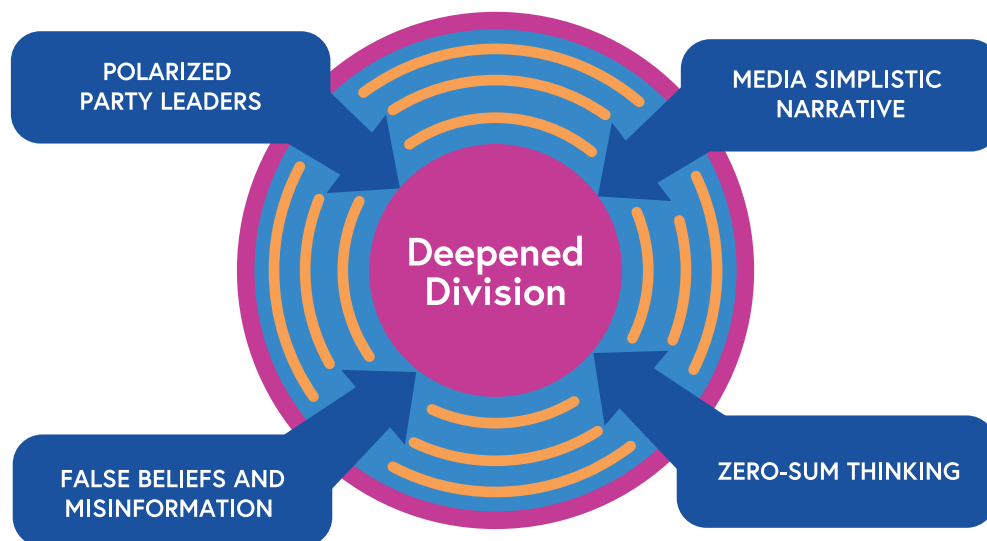 POLARIZED
PARTY LEADERS
MEDIA SIMPLISTIC
NARRATIVE
Deepened
Division
FALSE BELIEFS AND
MISINFORMATION
ZERO-SUM THINKING